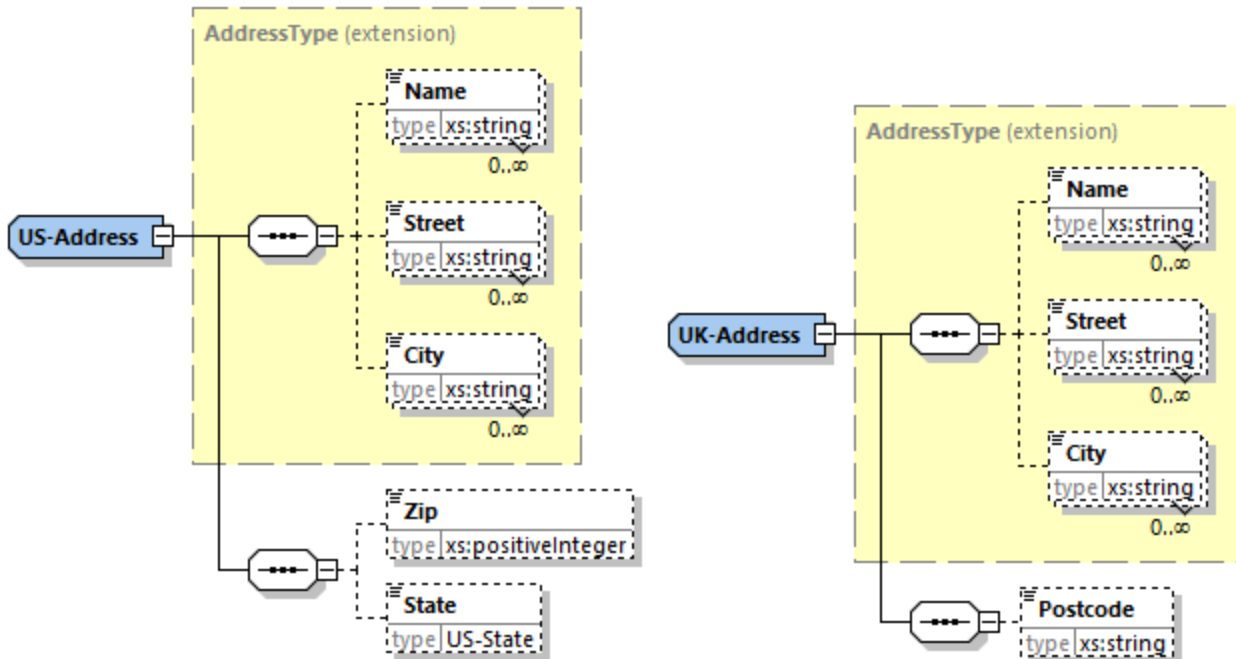 AddressType (extension)
Name
type xs:string
0..∞
US-Address
Street
type xs:string
0..∞
City
type xs:string
0..∞
Zip
type xs:positiveInteger
State
type US-State
AddressType (extension)
Name
type xs:string
0..∞
UK-Address
Street
type xs:string
0..∞
City
type xs:string
0..∞
Postcode
type xs:string